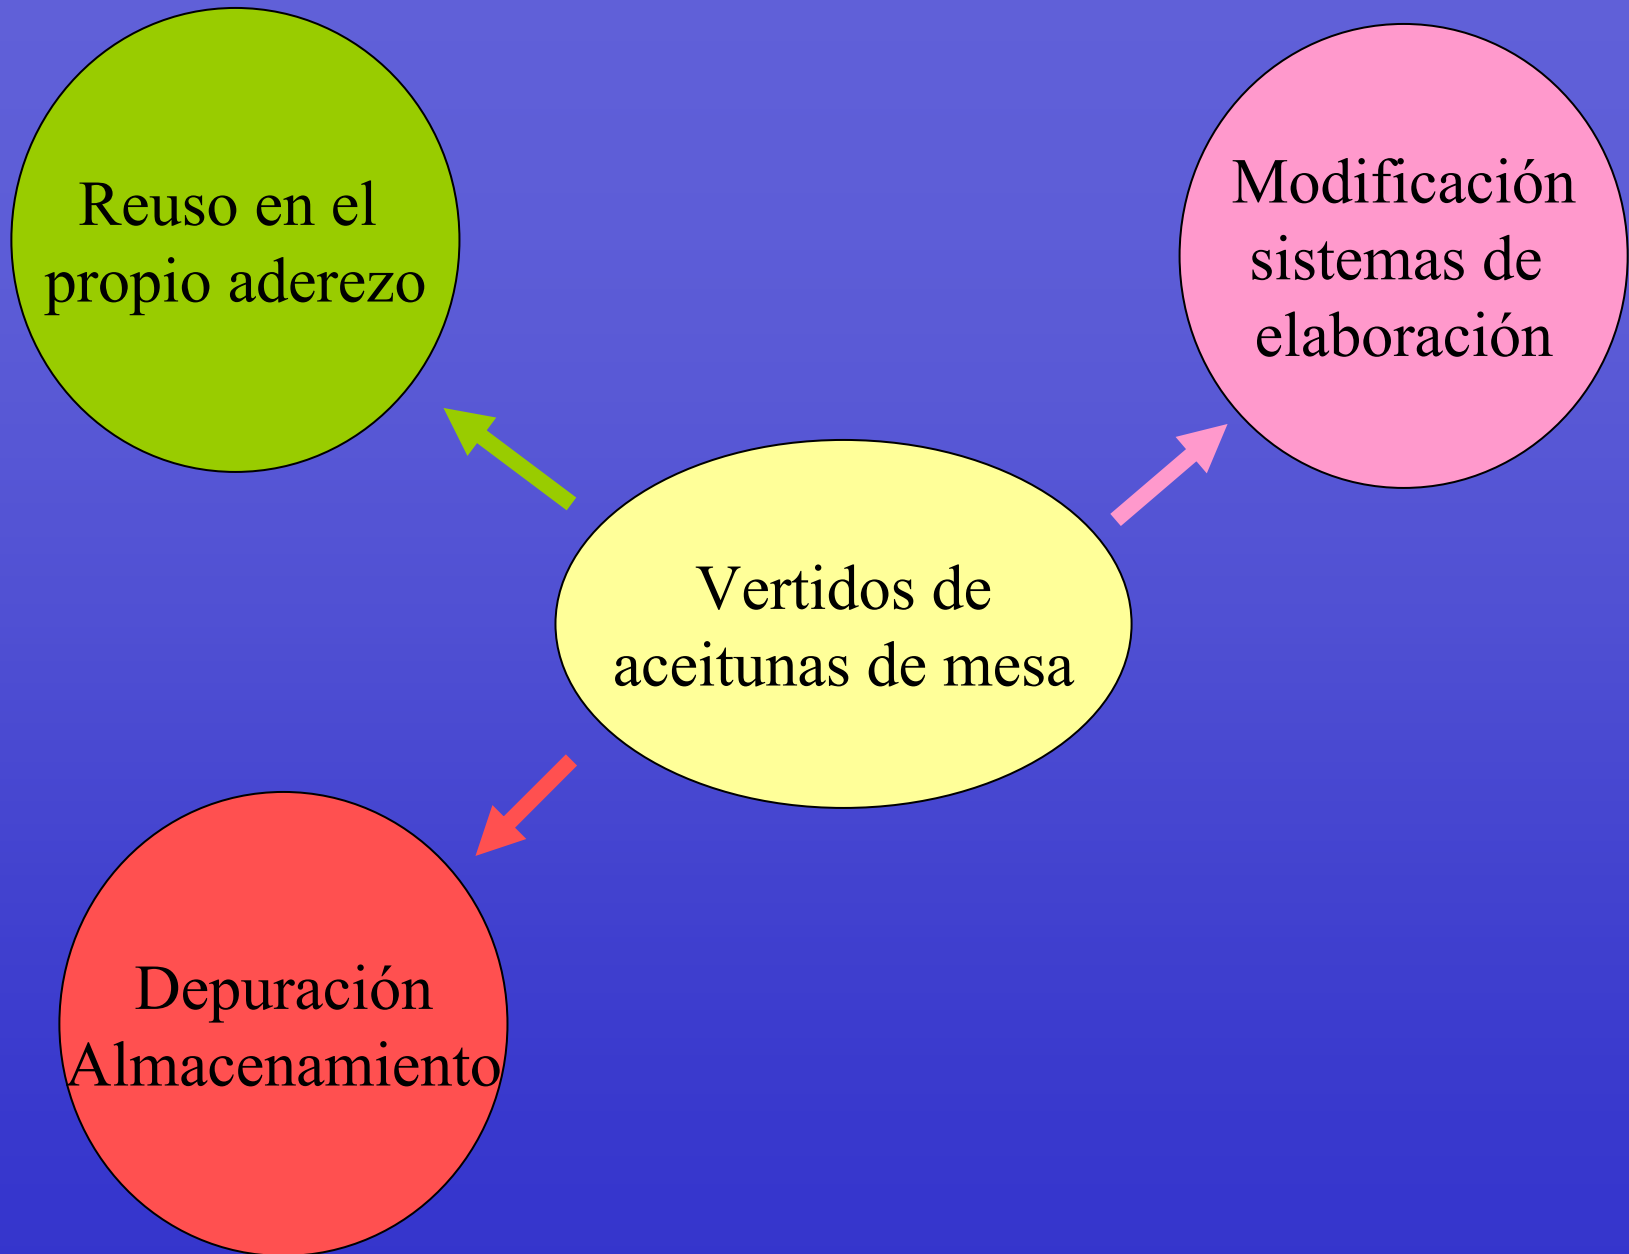 Reuso en el
propio aderezo
Modificación
sistemas de
elaboración
Vertidos de
aceitunas de mesa
Depuración
Almacenamiento